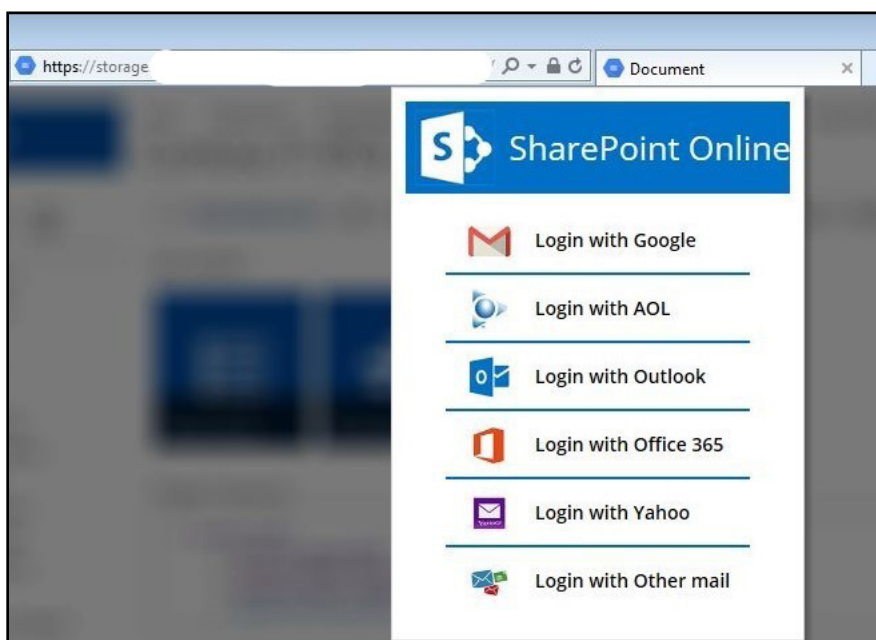 https://storage
Document
SharePoint Online
Login with Google
Login with AOL
Login with Outlook
Login with Office 365
Login with Yahoo
Login with Other mail